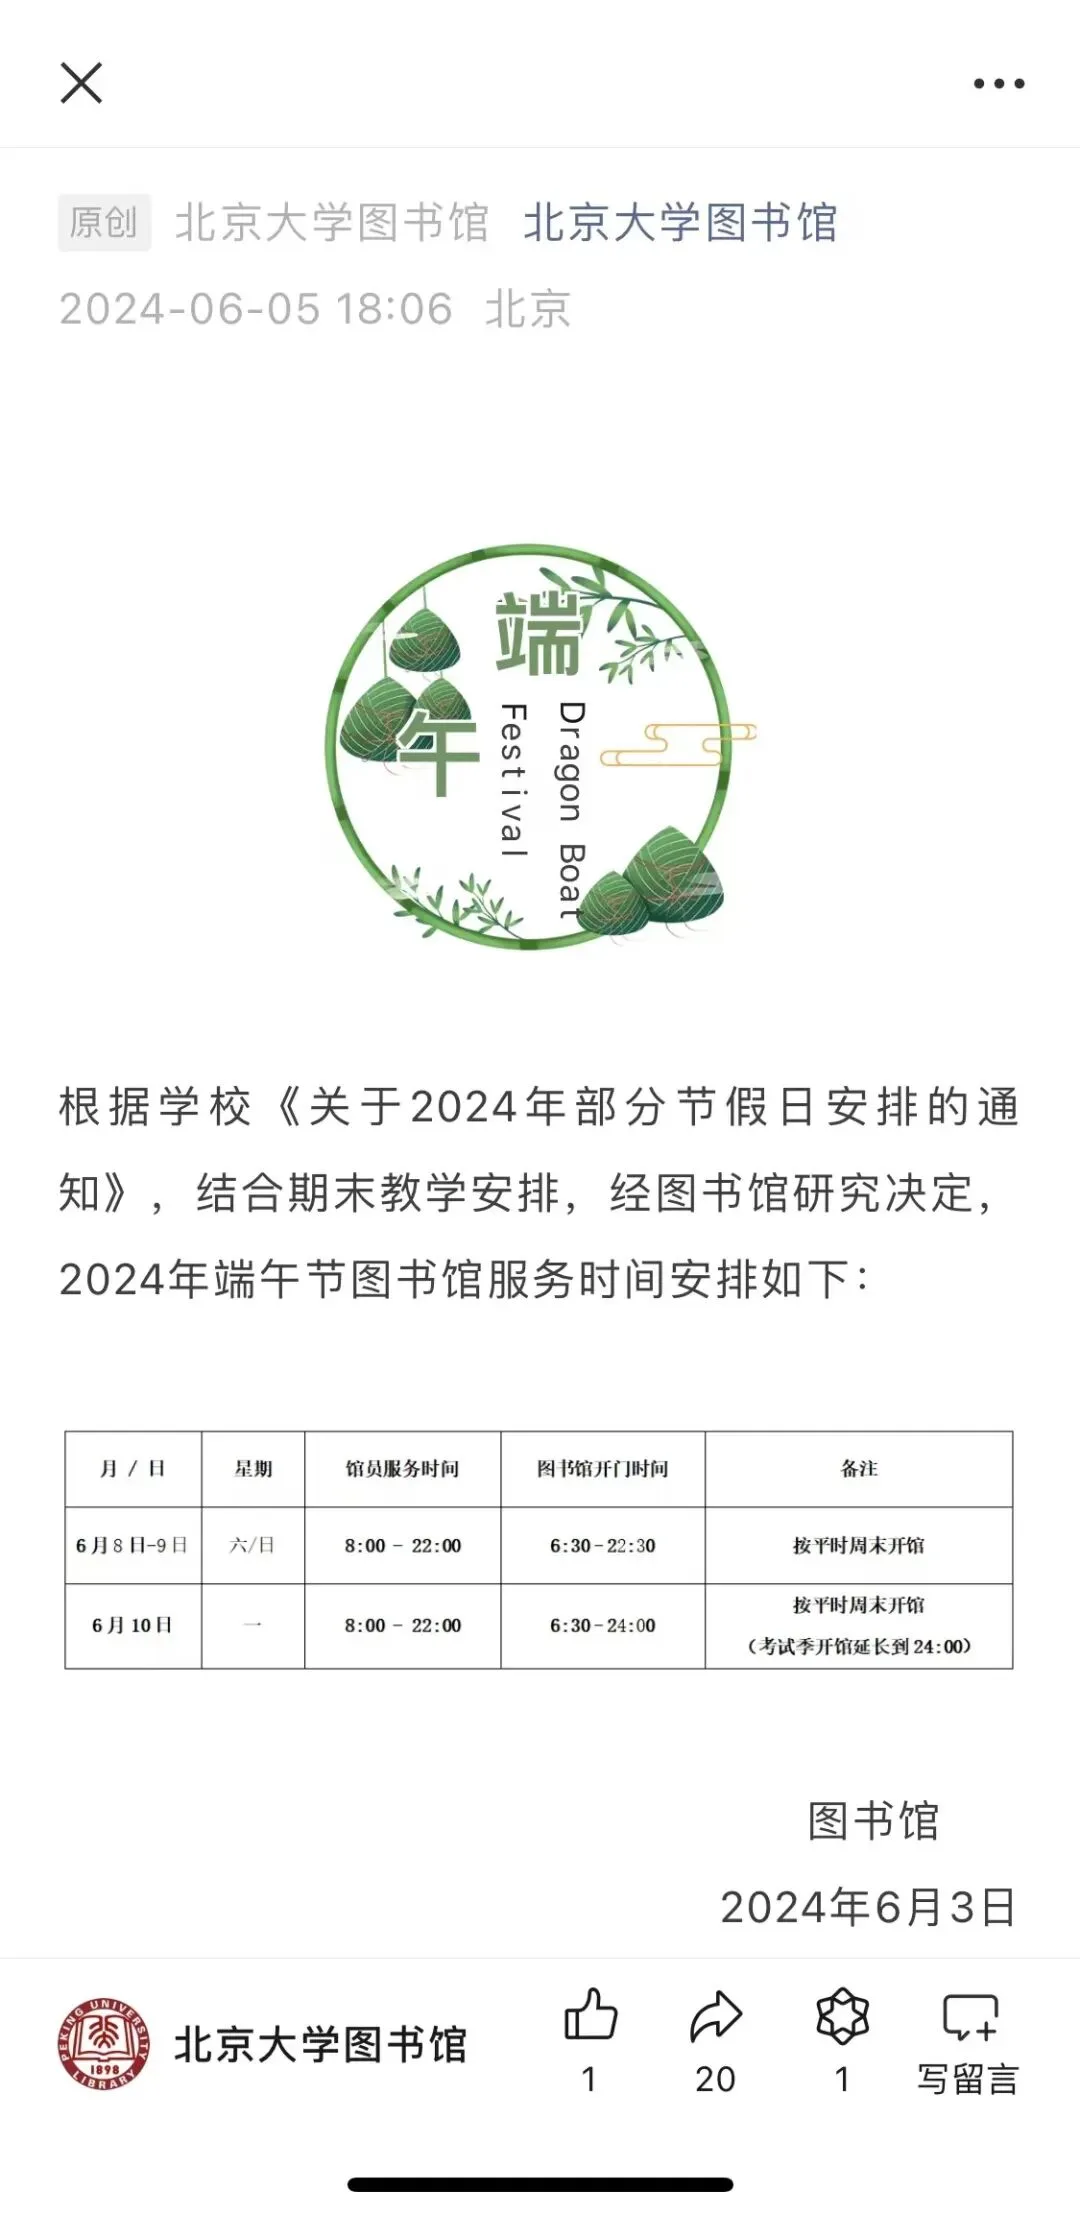 原创 北京大学图书馆 北京大学图书馆
2024-06-05 18:06 北京
端
午
Dragon Boat
Festival
根据学校《关于2024年部分节假日安排的通
知》，结合期末教学安排，经图书馆研究决定，
2024年端午节图书馆服务时间安排如下：
月 / 日 星期 馆员服务时间 图书馆开门时间 备注
6月8日-9日 六/日 8:00 - 22:00 6:30-22:30 按平时周末开馆
6月10日 一 8:00 - 22:00 6:30-24:00 按平时周末开馆
（考试季开馆延长到24:00）
图书馆
2024年6月3日
PEKING UNIVERSITY
1898
LIBRARY
北京大学图书馆
1 20 1 写留言